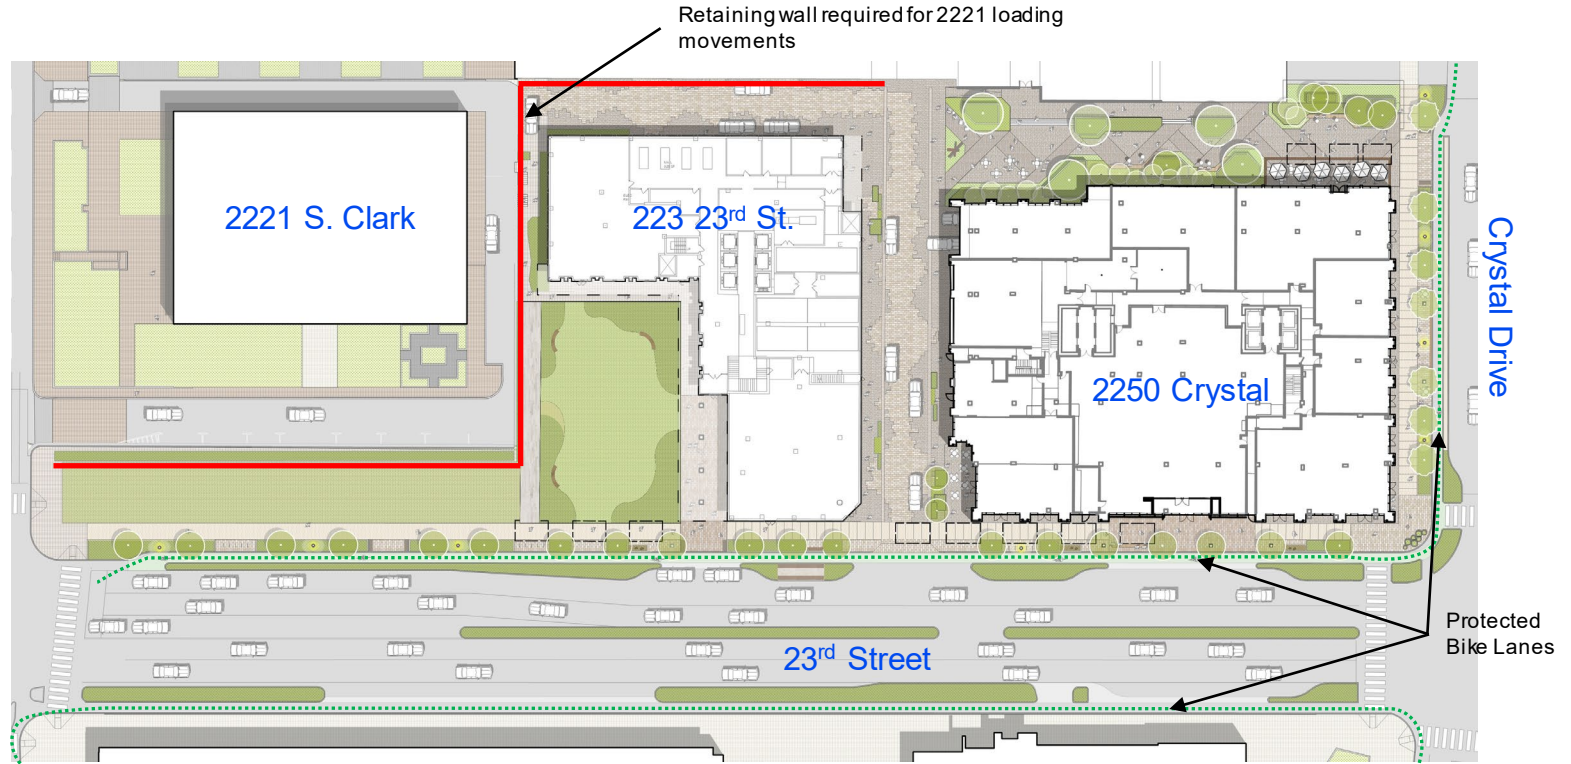 Retaining wall required for 2221 loading
movements
2221 S. Clark
223 23rd St.
2250 Crystal
Crystal Drive
23rd Street
Protected
Bike Lanes